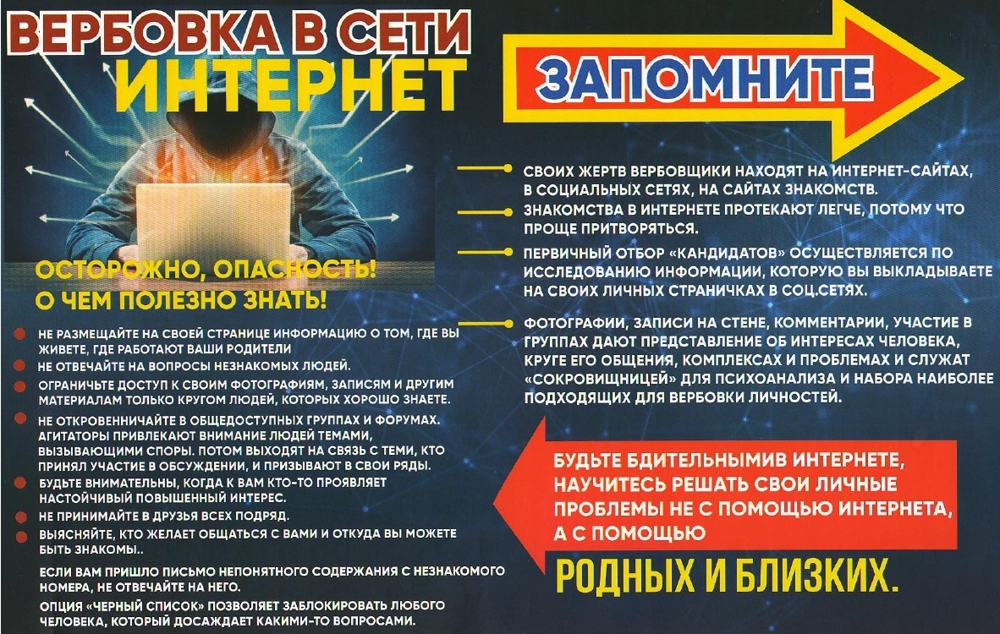 ВЕРБОВКА В СЕТИ
ИНТЕРНЕТ
ОСТОРОЖНО, ОПАСНОСТЬ!
О ЧЕМ ПОЛЕЗНО ЗНАТЬ!
НЕ РАЗМЕЩАЙТЕ НА СВОЕЙ СТРАНИЦЕ ИНФОРМАЦИЮ О ТОМ, ГДЕ ВЫ
ЖИВЕТЕ, ГДЕ РАБОТАЮТ ВАШИ РОДИТЕЛИ
НЕ ОТВЕЧАЙТЕ НА ВОПРОСЫ НЕЗНАКОМЫХ ЛЮДЕЙ.
ОГРАНИЧЬТЕ ДОСТУП К СВОИМ ФОТОГРАФИЯМ, ЗАПИСЯМ И ДРУГИМ
МАТЕРИАЛАМ ТОЛЬКО КРУГОМ ЛЮДЕЙ, КОТОРЫХ ХОРОШО ЗНАЕТЕ.
НЕ ОТКРОВЕННИЧАЙТЕ В ОБЩЕДОСТУПНЫХ ГРУППАХ И ФОРУМАХ.
АГИТАТОРЫ ПРИВЛЕКАЮТ ВНИМАНИЕ ЛЮДЕЙ ТЕМАМИ,
ВЫЗЫВАЮЩИМИ СПОРЫ. ПОТОМ ВЫХОДЯТ НА СВЯЗЬ С ТЕМИ, КТО
ПРИНЯЛ УЧАСТИЕ В ОБСУЖДЕНИИ, И ПРИЗЫВАЮТ В СВОИ РЯДЫ.
БУДЬТЕ ВНИМАТЕЛЬНЫ, КОГДА К ВАМ КТО-ТО ПРОЯВЛЯЕТ
НАСТОЙЧИВЫЙ ПОВЫШЕННЫЙ ИНТЕРЕС.
НЕ ПРИНИМАЙТЕ В ДРУЗЬЯ ВСЕХ ПОДРЯД.
ВЫЯСНЯЙТЕ, КТО ЖЕЛАЕТ ОБЩАТЬСЯ С ВАМИ И ОТКУДА ВЫ МОЖЕТЕ
БЫТЬ ЗНАКОМЫ..
ЕСЛИ ВАМ ПРИШЛО ПИСЬМО НЕПОНЯТНОГО СОДЕРЖАНИЯ С НЕЗНАКОМОГО
НОМЕРА, НЕ ОТВЕЧАЙТЕ НА НЕГО.
ОПЦИЯ «ЧЕРНЫЙ СПИСОК» ПОЗВОЛЯЕТ ЗАБЛОКИРОВАТЬ ЛЮБОГО
ЧЕЛОВЕКА, КОТОРЫЙ ДОСАЖДАЕТ КАКИМИ-ТО ВОПРОСАМИ.
ЗАПОМНИТЕ
СВОИХ ЖЕРТВ ВЕРБОВЩИКИ НАХОДЯТ НА ИНТЕРНЕТ-САЙТАХ,
В СОЦИАЛЬНЫХ СЕТЯХ, НА САЙТАХ ЗНАКОМСТВ.
ЗНАКОМСТВА В ИНТЕРНЕТЕ ПРОТЕКАЮТ ЛЕГЧЕ, ПОТОМУ ЧТО
ПРОЩЕ ПРИТВОРЯТЬСЯ.
ПЕРВИЧНЫЙ ОТБОР «КАНДИДАТОВ» ОСУЩЕСТВЛЯЕТСЯ ПО
ИССЛЕДОВАНИЮ ИНФОРМАЦИИ, КОТОРУЮ ВЫ ВЫКЛАДЫВАЕТЕ
НА СВОИХ ЛИЧНЫХ СТРАНИЧКАХ В СОЦ.СЕТЯХ.
ФОТОГРАФИИ, ЗАПИСИ НА СТЕНЕ, КОММЕНТАРИИ, УЧАСТИЕ В
ГРУППАХ ДАЮТ ПРЕДСТАВЛЕНИЕ ОБ ИНТЕРЕСАХ ЧЕЛОВЕКА,
КРУГЕ ЕГО ОБЩЕНИЯ, КОМПЛЕКСАХ И ПРОБЛЕМАХ И СЛУЖАТ
«СОКРОВИЩНИЦЕЙ» ДЛЯ ПСИХОАНАЛИЗА И НАБОРА НАИБОЛЕЕ
ПОДХОДЯЩИХ ДЛЯ ВЕРБОВКИ ЛИЧНОСТЕЙ.
БУДЬТЕ БДИТЕЛЬНЫМИВ ИНТЕРНЕТЕ,
НАУЧИТЕСЬ РЕШАТЬ СВОИ ЛИЧНЫЕ
ПРОБЛЕМЫ НЕ С ПОМОЩЬЮ ИНТЕРНЕТА,
А С ПОМОЩЬЮ
РОДНЫХ И БЛИЗКИХ.